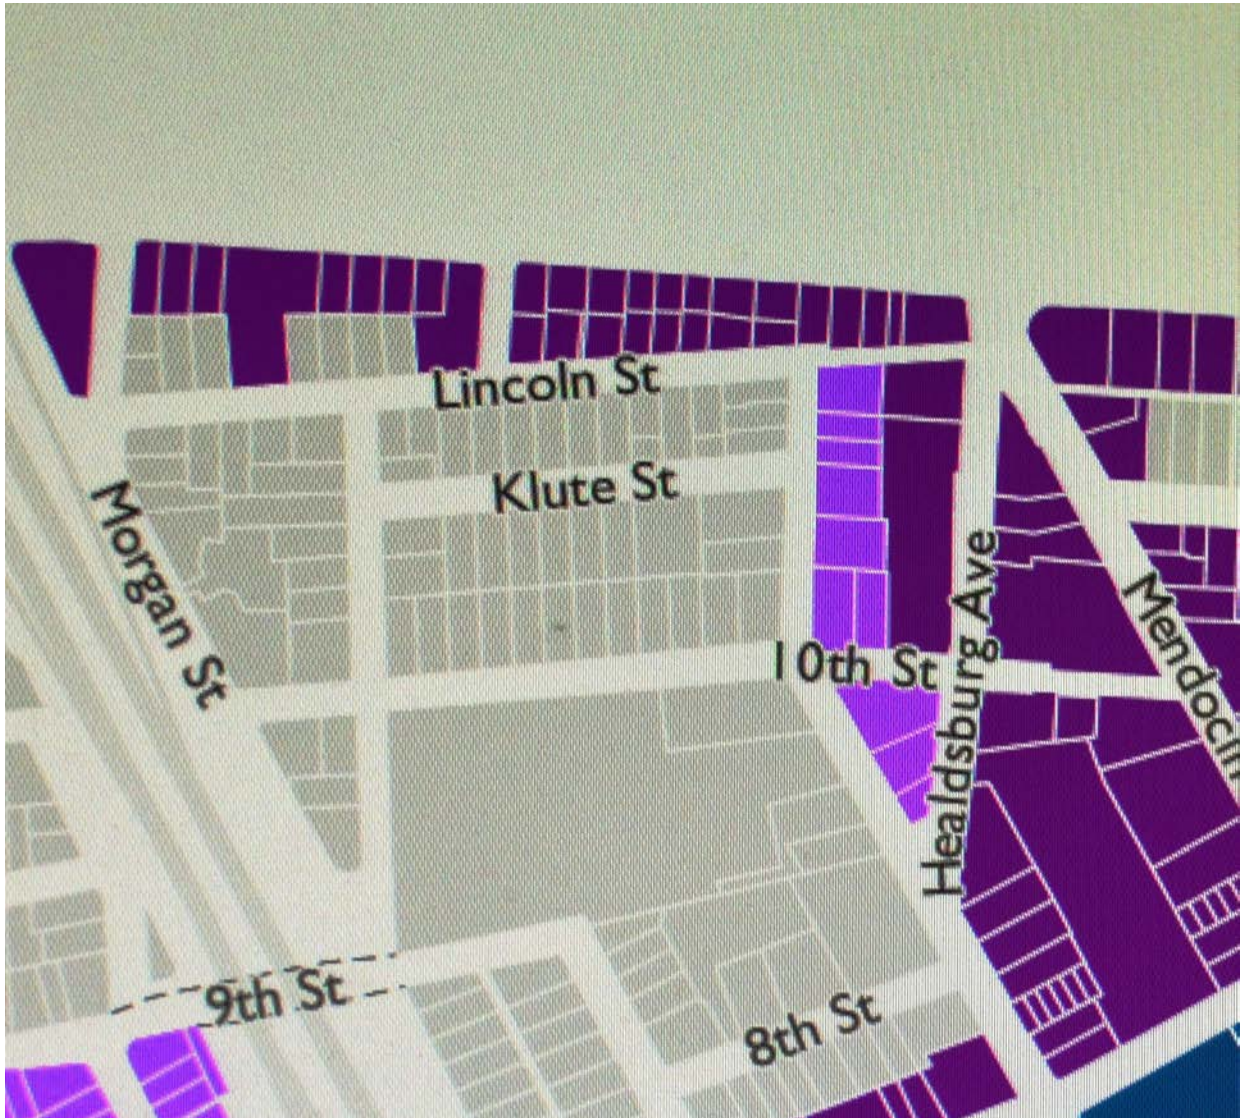 Lincoln St
Klute St
Morgan St
10th St
Healdsburg Ave
Mendocin
9th St
8th St